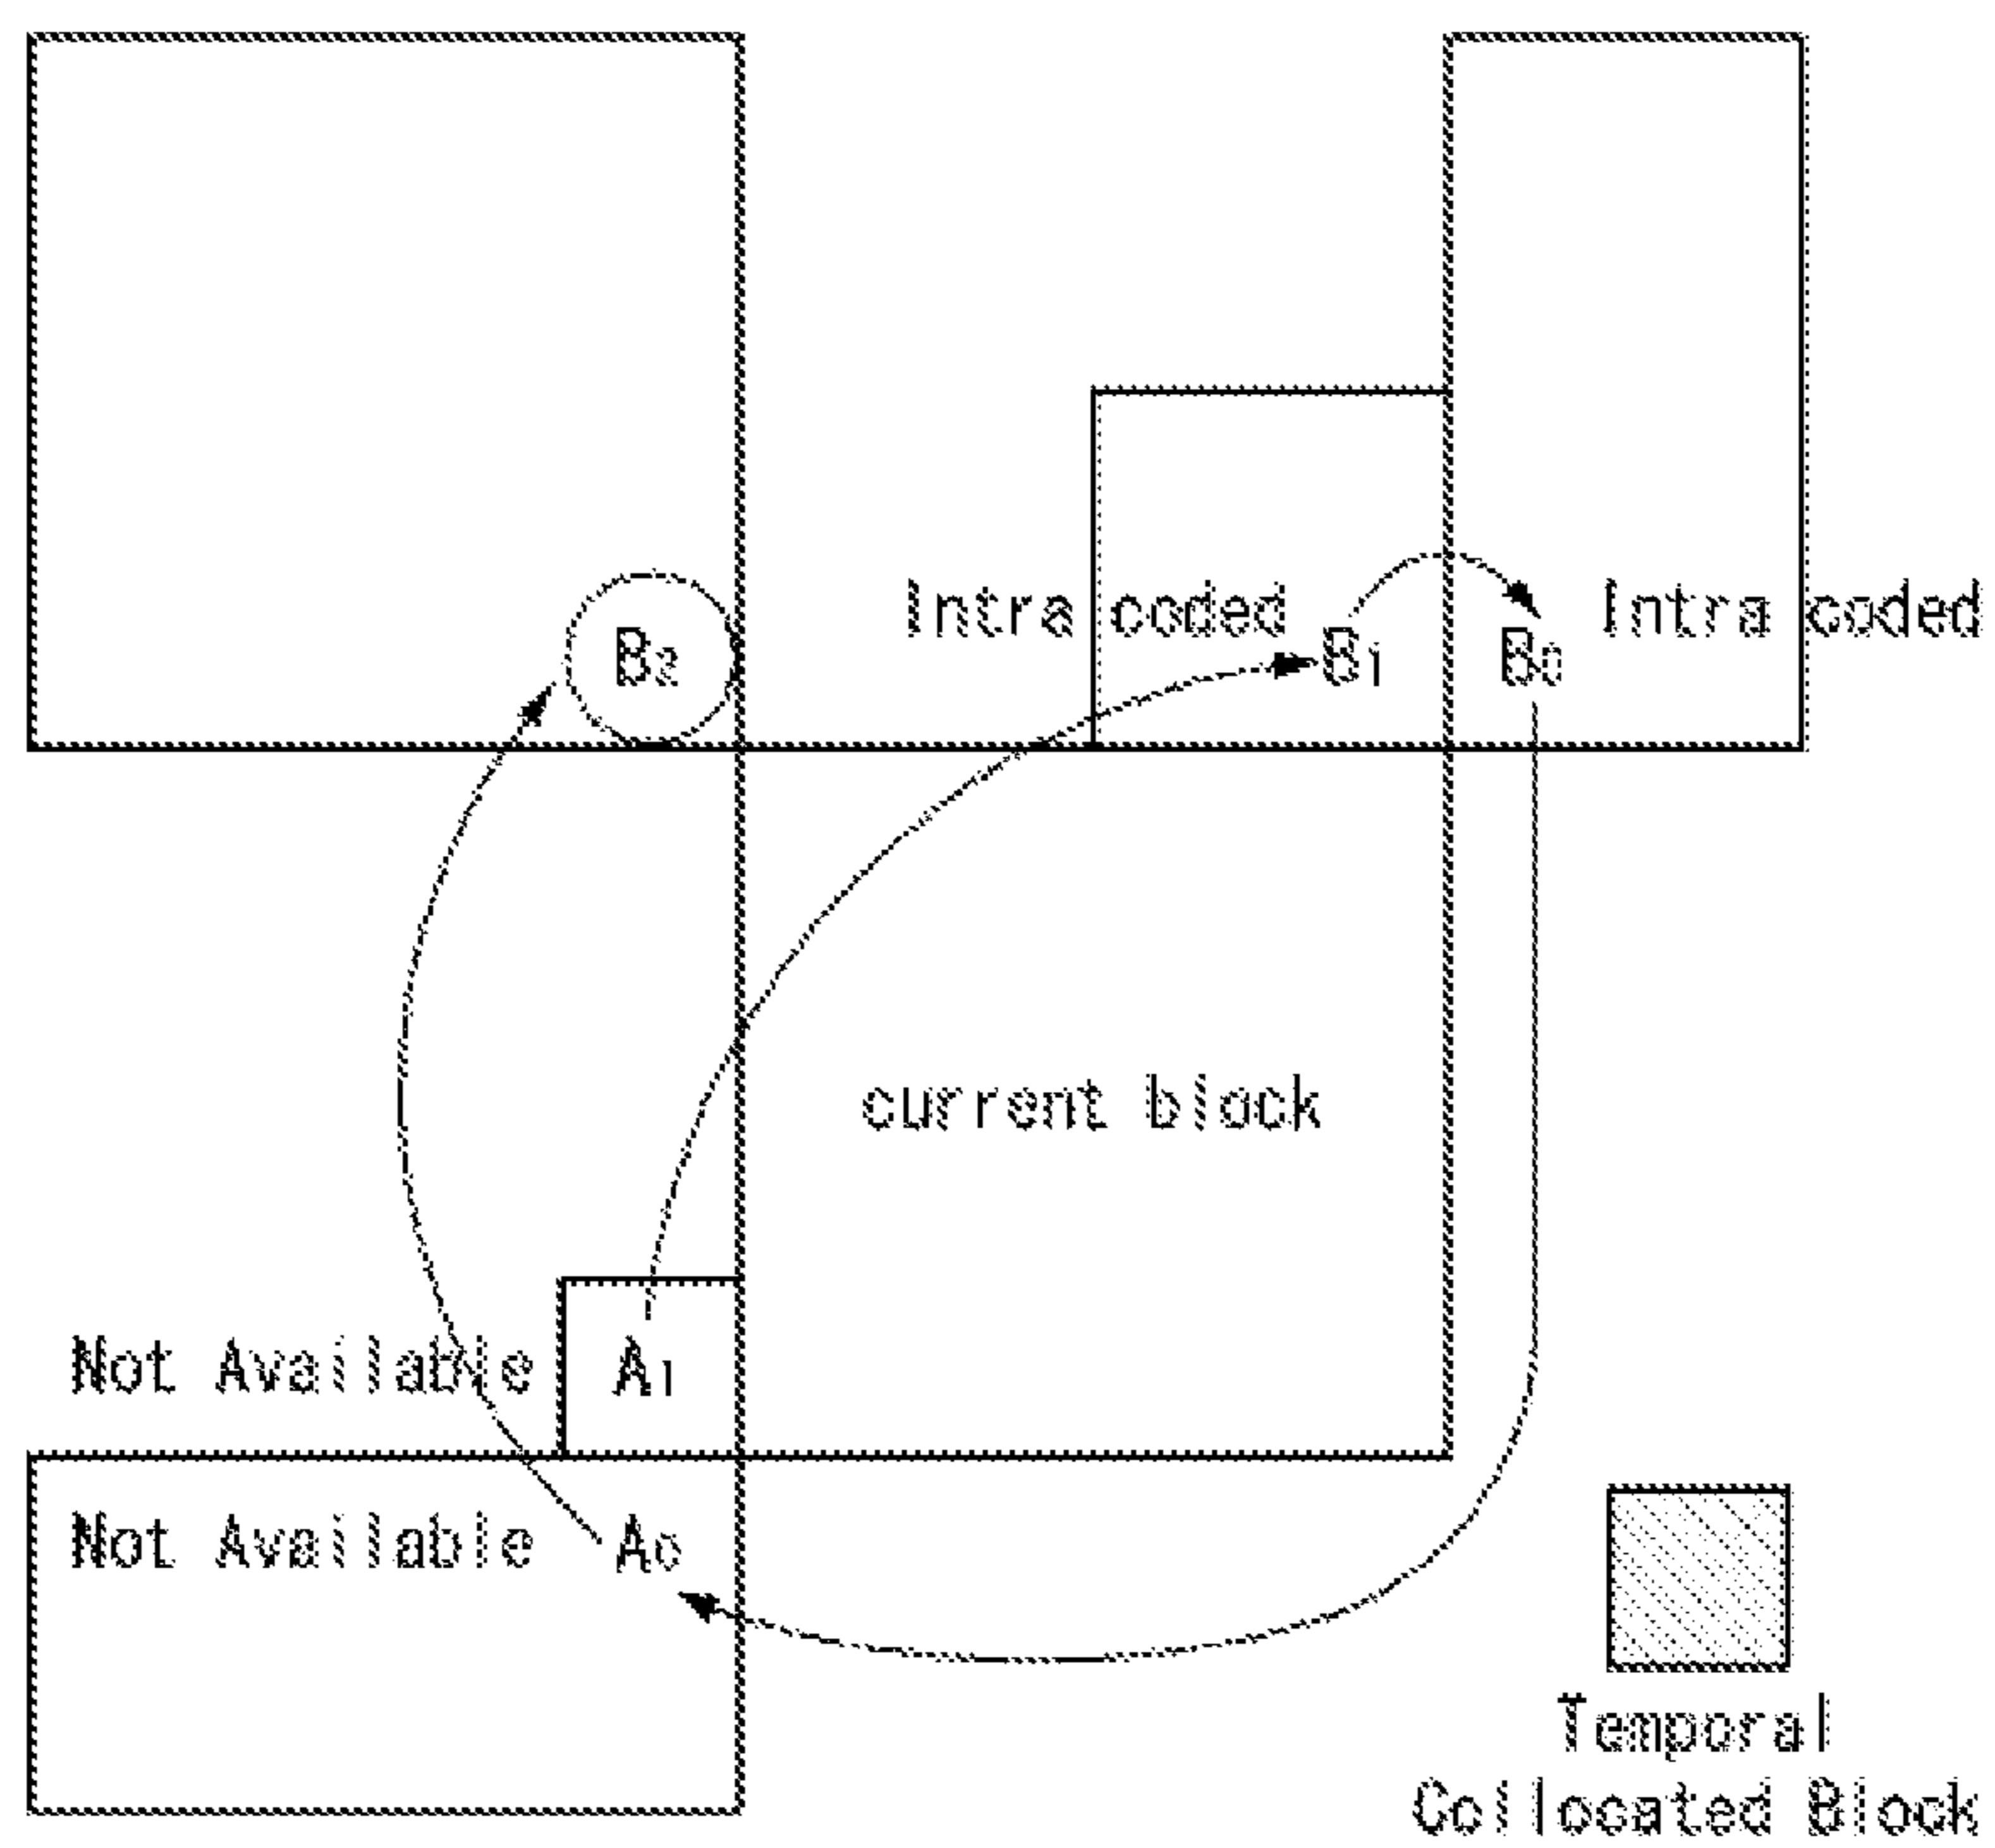 Intra coded
Intra coded
B2
B1
B0
current block
Not Available
A1
Not Available
A0
Temporal
Collocated Block